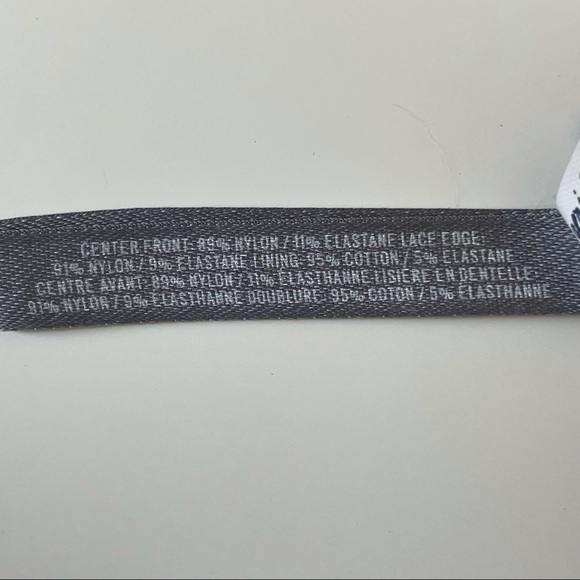 CENTER FRONT: 89% NYLON / 11% ELASTANE LACE EDGE:
91% NYLON / 9% ELASTANE LINING: 95% COTTON / 5% ELASTANE
CENTRE AVANT: 89% NYLON / 11% ELASTHANNE LISIÈRE EN DENTELLE:
91% NYLON / 9% ELASTHANNE DOUBLURE: 95% COTON / 5% ELASTHANNE